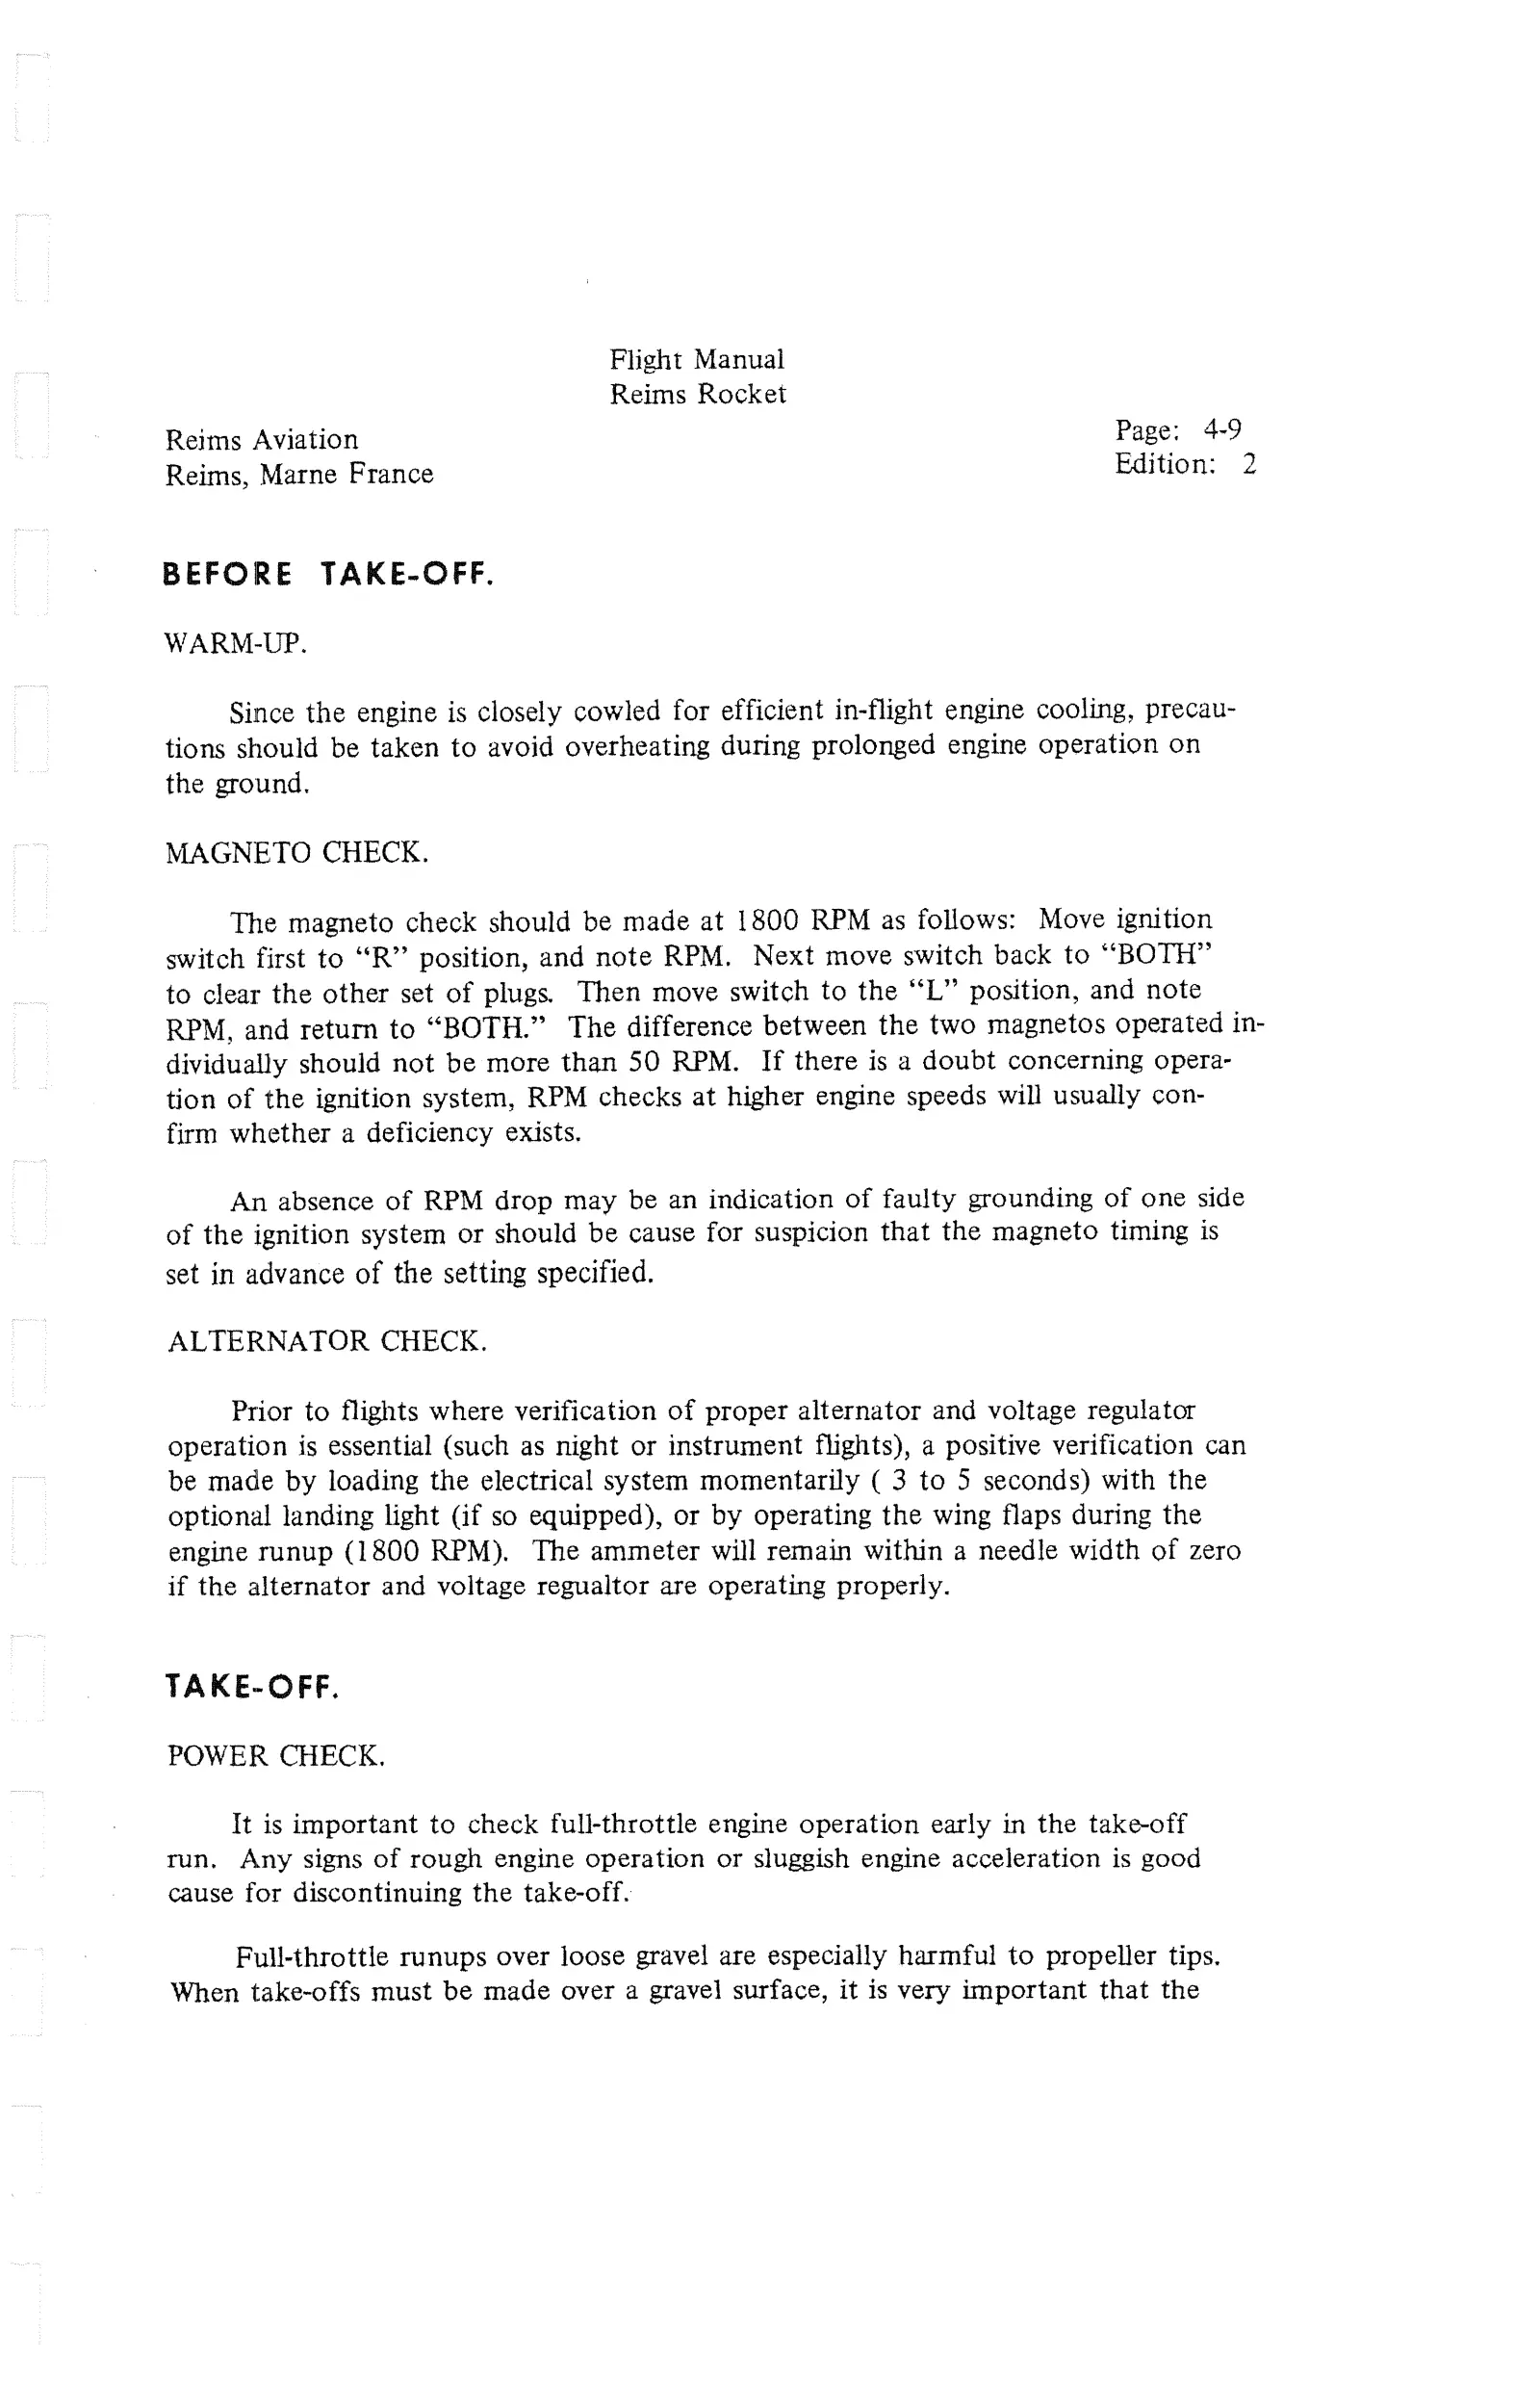 Flight Manual
Reims Rocket
Reims Aviation
Reims, Marne France
Page: 4-9
Edition: 2
BEFORE TAKE-OFF.
WARM-UP.
Since the engine is closely cowled for efficient in-flight engine cooling, precau-
tions should be taken to avoid overheating during prolonged engine operation on
the ground.
MAGNETO CHECK.
The magneto check should be made at 1800 RPM as follows: Move ignition
switch first to “R” position, and note RPM. Next move switch back to “BOTH”
to clear the other set of plugs. Then move switch to the “L” position, and note
RPM, and return to “BOTH.” The difference between the two magnetos operated in-
dividually should not be more than 50 RPM. If there is a doubt concerning opera-
tion of the ignition system, RPM checks at higher engine speeds will usually con-
firm whether a deficiency exists.
An absence of RPM drop may be an indication of faulty grounding of one side
of the ignition system or should be cause for suspicion that the magneto timing is
set in advance of the setting specified.
ALTERNATOR CHECK.
Prior to flights where verification of proper alternator and voltage regulator
operation is essential (such as night or instrument flights), a positive verification can
be made by loading the electrical system momentarily ( 3 to 5 seconds) with the
optional landing light (if so equipped), or by operating the wing flaps during the
engine runup (1800 RPM). The ammeter will remain within a needle width of zero
if the alternator and voltage regualtor are operating properly.
TAKE-OFF.
POWER CHECK.
It is important to check full-throttle engine operation early in the take-off
run. Any signs of rough engine operation or sluggish engine acceleration is good
cause for discontinuing the take-off.
Full-throttle runups over loose gravel are especially harmful to propeller tips.
When take-offs must be made over a gravel surface, it is very important that the